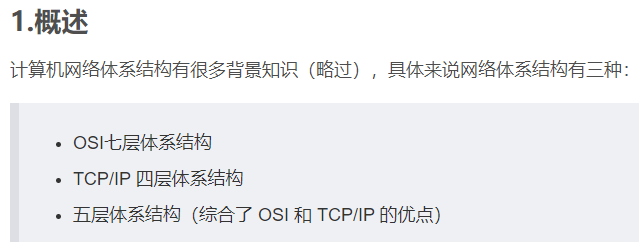 1.概述
计算机网络体系结构有很多背景知识（略过），具体来说网络体系结构有三种：
OSI七层体系结构
TCP/IP 四层体系结构
五层体系结构（综合了 OSI 和 TCP/IP 的优点）